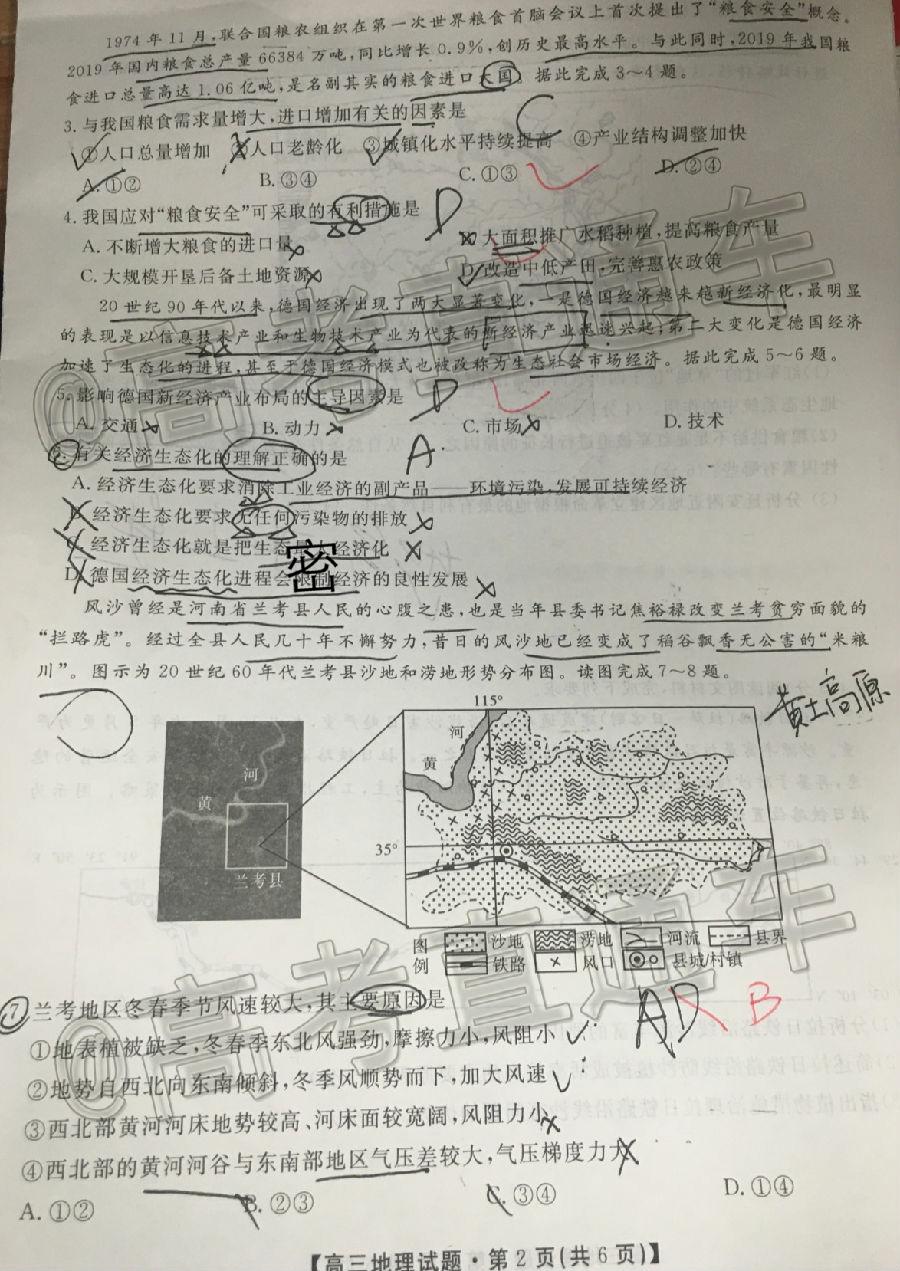 1974年11月,联合国粮农组织在第一次世界粮食首脑会议上首次提出了“粮食安全”概念。
2019年国内粮食总产量66384万吨,同比增长0.9%,创历史最高水平。与此同时,2019年我国粮
食进口总量高达1.06亿吨,是名副其实的粮食进口大国。据此完成3~4题。
3.与我国粮食需求量增大,进口增加有关的因素是
C
①人口总量增加 ②人口老龄化 ③城镇化水平持续提高 ④产业结构调整加快
A.①② B.③④ C.①③ D.②④
4.我国应对“粮食安全”可采取的有利措施是
D
A.不断增大粮食的进口量 B.大面积推广水稻种植,提高粮食产量
C.大规模开垦后备土地资源 D.改造中低产田,完善惠农政策
20世纪90年代以来,德国经济出现了两大显著变化,一是德国经济越来越新经济化,最明显
的表现是以信息技术产业和生物技术产业为代表的新经济产业迅速兴起;第二大变化是德国经济
加速了生态化的进程,甚至于德国经济模式也被改称为生态社会市场经济。据此完成5~6题。
5.影响德国新经济产业布局的主导因素是
D
A.交通 B.动力 C.市场 D.技术
6.有关经济生态化的理解正确的是
A.
A.经济生态化要求消除工业经济的副产品——环境污染,发展可持续经济
B.经济生态化要求无任何污染物的排放
C.经济生态化就是把生态 经济化
D.德国经济生态化进程会限制经济的良性发展
密
风沙曾经是河南省兰考县人民的心腹之患,也是当年县委书记焦裕禄改变兰考贫穷面貌的
“拦路虎”。经过全县人民几十年不懈努力,昔日的风沙地已经变成了稻谷飘香无公害的“米粮
川”。图示为20世纪60年代兰考县沙地和涝地形势分布图。读图完成7~8题。
黄土高原
115°
河
黄
35°
河
黄
兰考县
图例 沙地 涝地 河流 县界
铁路 风口 县城/村镇
7.兰考地区冬春季节风速较大,其主要原因是
AD B
①地表植被缺乏,冬春季东北风强劲,摩擦力小,风阻小
②地势自西北向东南倾斜,冬季风顺势而下,加大风速
③西北部黄河河床地势较高、河床面较宽阔,风阻力小
④西北部的黄河河谷与东南部地区气压差较大,气压梯度力大
A.①② B.②③ C.③④ D.①④
【高三地理试题·第2页(共6页)】
@高考直通车
@高考直通车